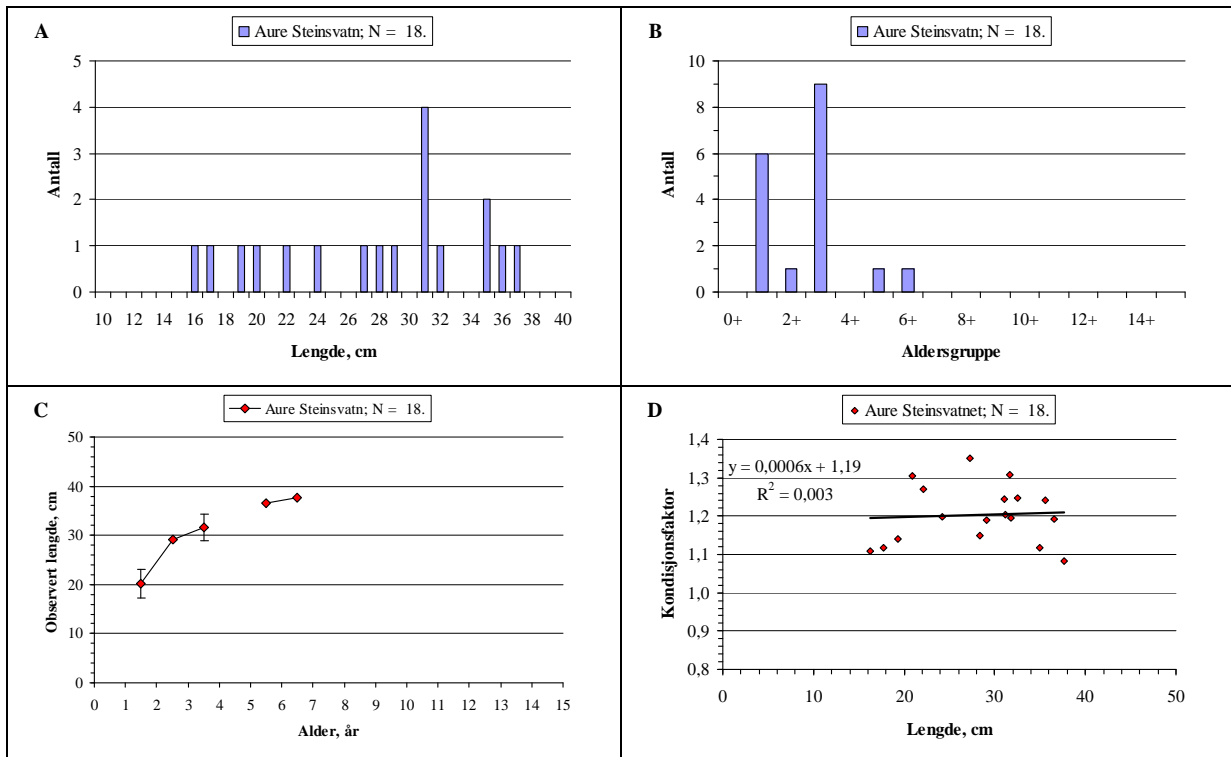 A
Aure Steinsvatn; N = 18.
5
4
3
2
1
0
Antall
10 12 14 16 18 20 22 24 26 28 30 32 34 36 38 40
Lengde, cm
B
Aure Steinsvatn; N = 18.
10
8
6
4
2
0
Antall
0+ 2+ 4+ 6+ 8+ 10+ 12+ 14+
Aldersgruppe
C
Aure Steinsvatn; N = 18.
50
40
30
20
10
0
Observert lengde, cm
0 1 2 3 4 5 6 7 8 9 10 11 12 13 14 15
Alder, år
D
Aure Steinsvatnet; N = 18.
1,4
1,3
1,2
1,1
1,0
0,9
0,8
Kondisjonsfaktor
y = 0,0006x + 1,19
R² = 0,003
0 10 20 30 40 50
Lengde, cm